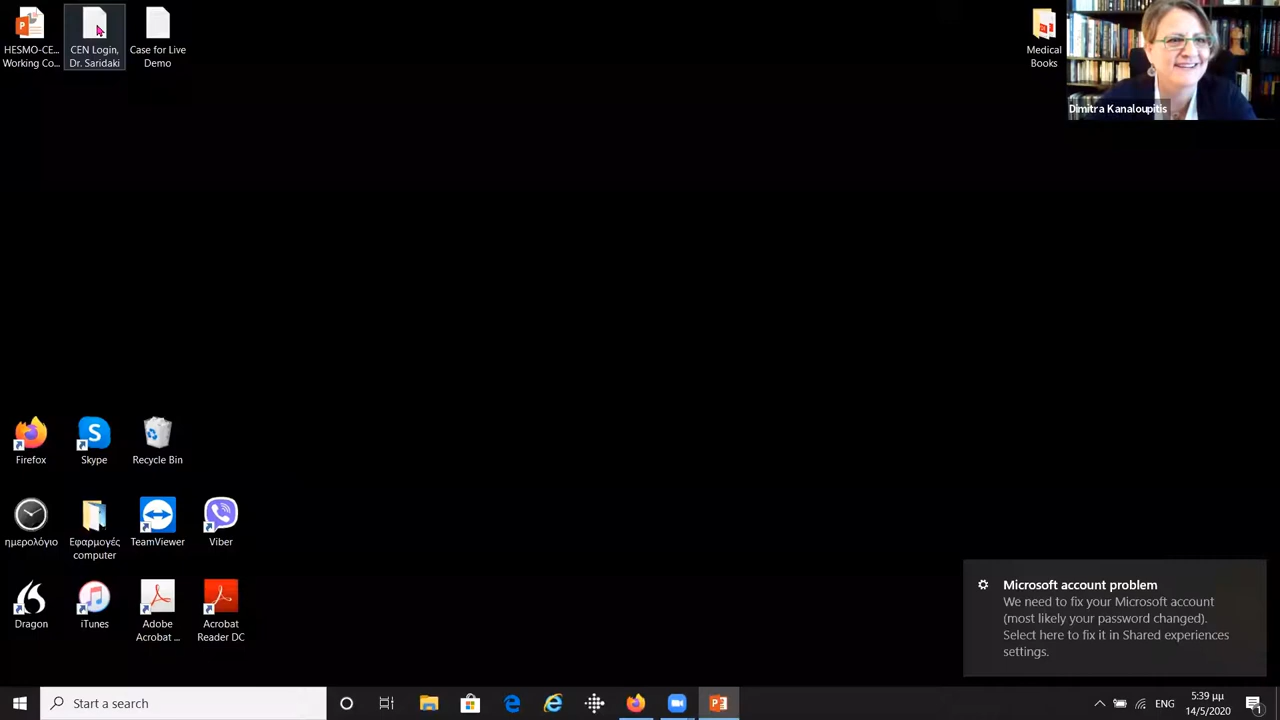 HESMO-CE...
Working Co...
CEN Login,
Dr. Saridaki
Case for Live
Demo
Medical
Books
Dimitra Kanaloupitis
Firefox
Skype
Recycle Bin
ημερολόγιο
Εφαρμογές
computer
TeamViewer
Viber
Dragon
iTunes
Adobe
Acrobat ...
Acrobat
Reader DC
Microsoft account problem
We need to fix your Microsoft account
(most likely your password changed).
Select here to fix it in Shared experiences
settings.
Start a search
ENG
5:39 μμ
14/5/2020
1